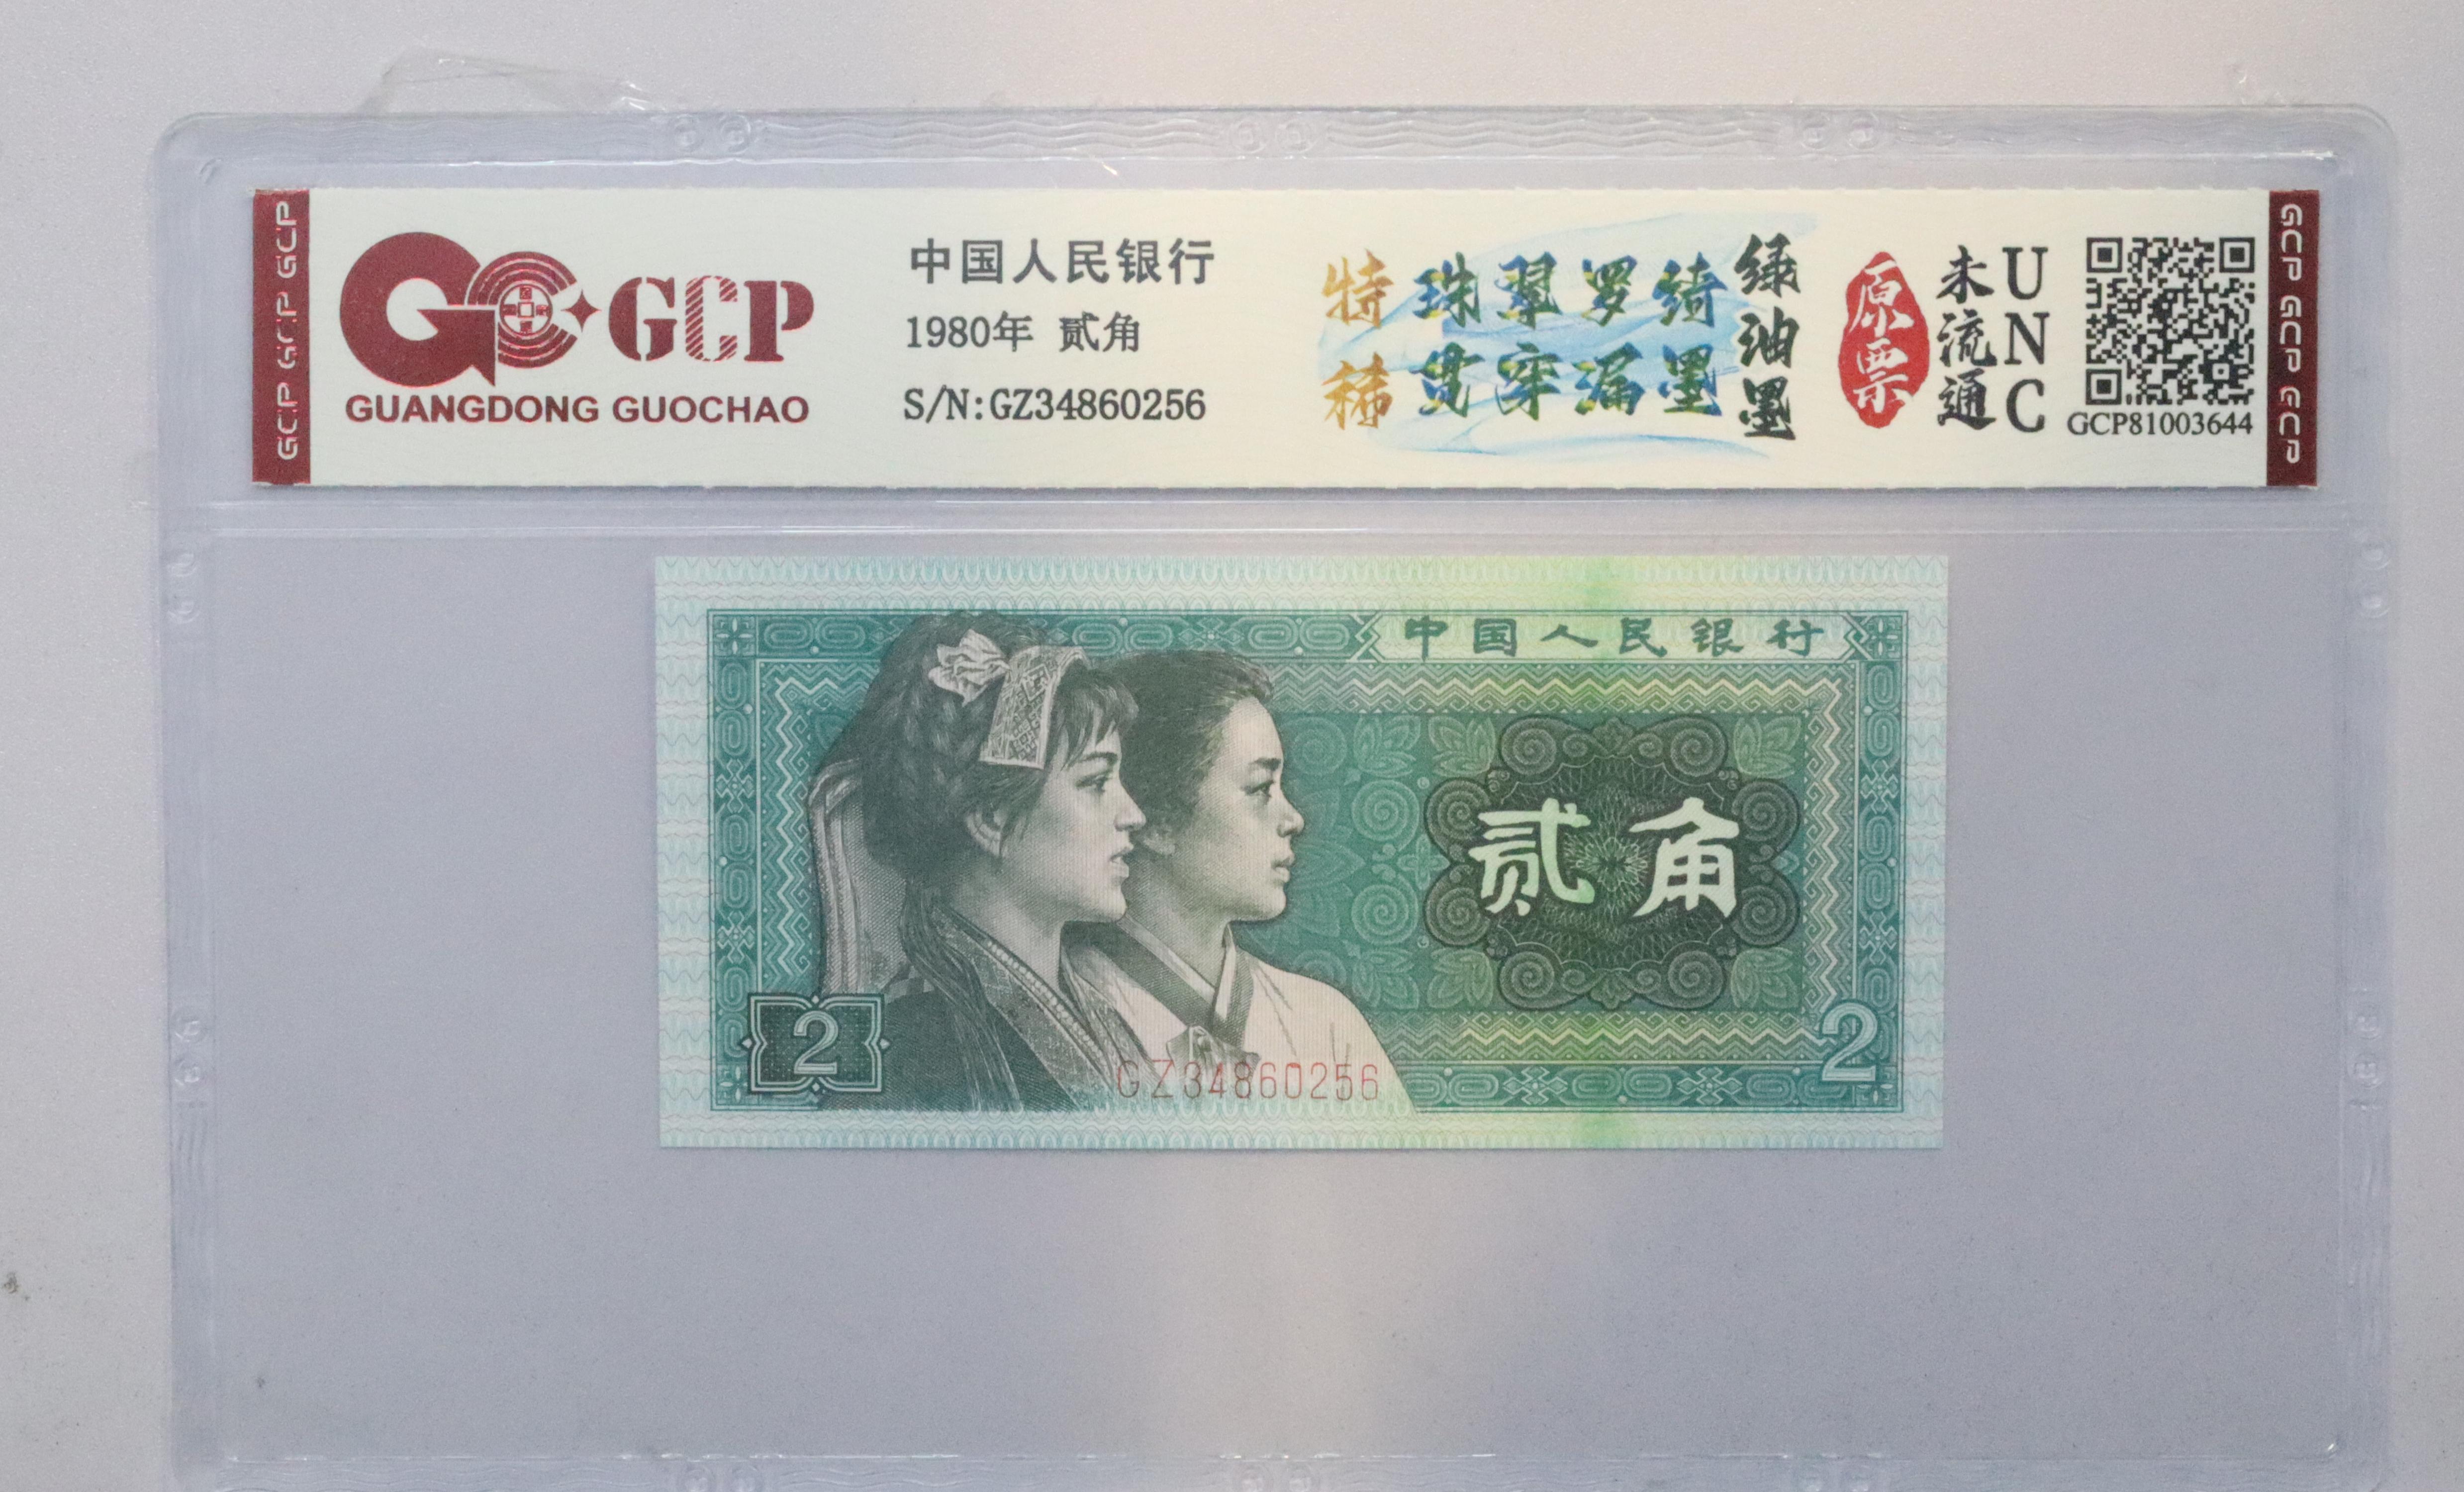 GCP GCP GCP
GCP
GUANGDONG GUOCHAO
中国人民银行
1980年 贰角
S/N:GZ34860256
特稀
珠翠罗绮
贯穿漏墨
绿油墨
原票
未流通
UNC
GCP81003644
GCP GCP GCP
中国人民银行
贰角
2
2
GZ34860256